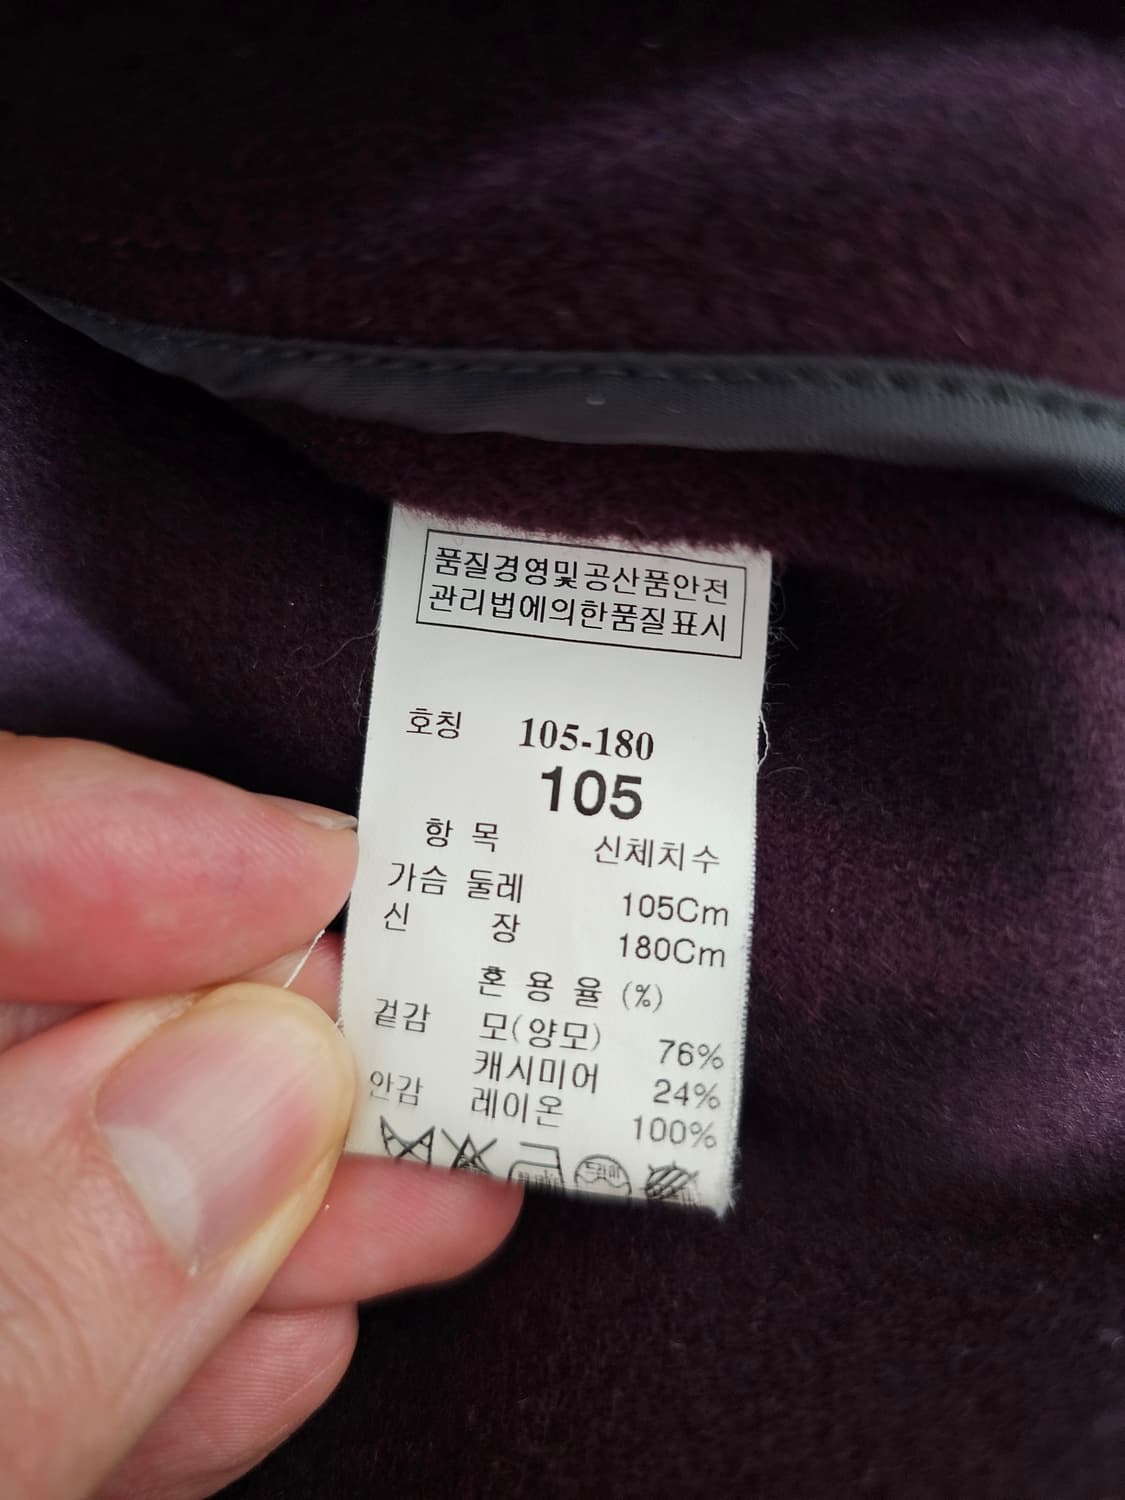 품질경영및공산품안전
관리법에의한품질표시
호칭 105-180
105
항 목 신체치수
가슴 둘레 105Cm
신 장 180Cm
혼 용 율 (%)
겉감 모(양모) 76%
캐시미어 24%
안감 레이온 100%
드라이